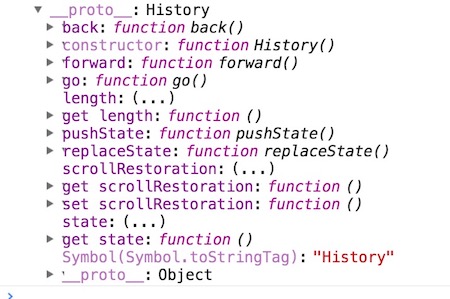 __proto__: History
back: function back()
constructor: function History()
forward: function forward()
go: function go()
length: (...)
get length: function ()
pushState: function pushState()
replaceState: function replaceState()
scrollRestoration: (...)
get scrollRestoration: function ()
set scrollRestoration: function ()
state: (...)
get state: function ()
Symbol(Symbol.toStringTag): "History"
__proto__: Object